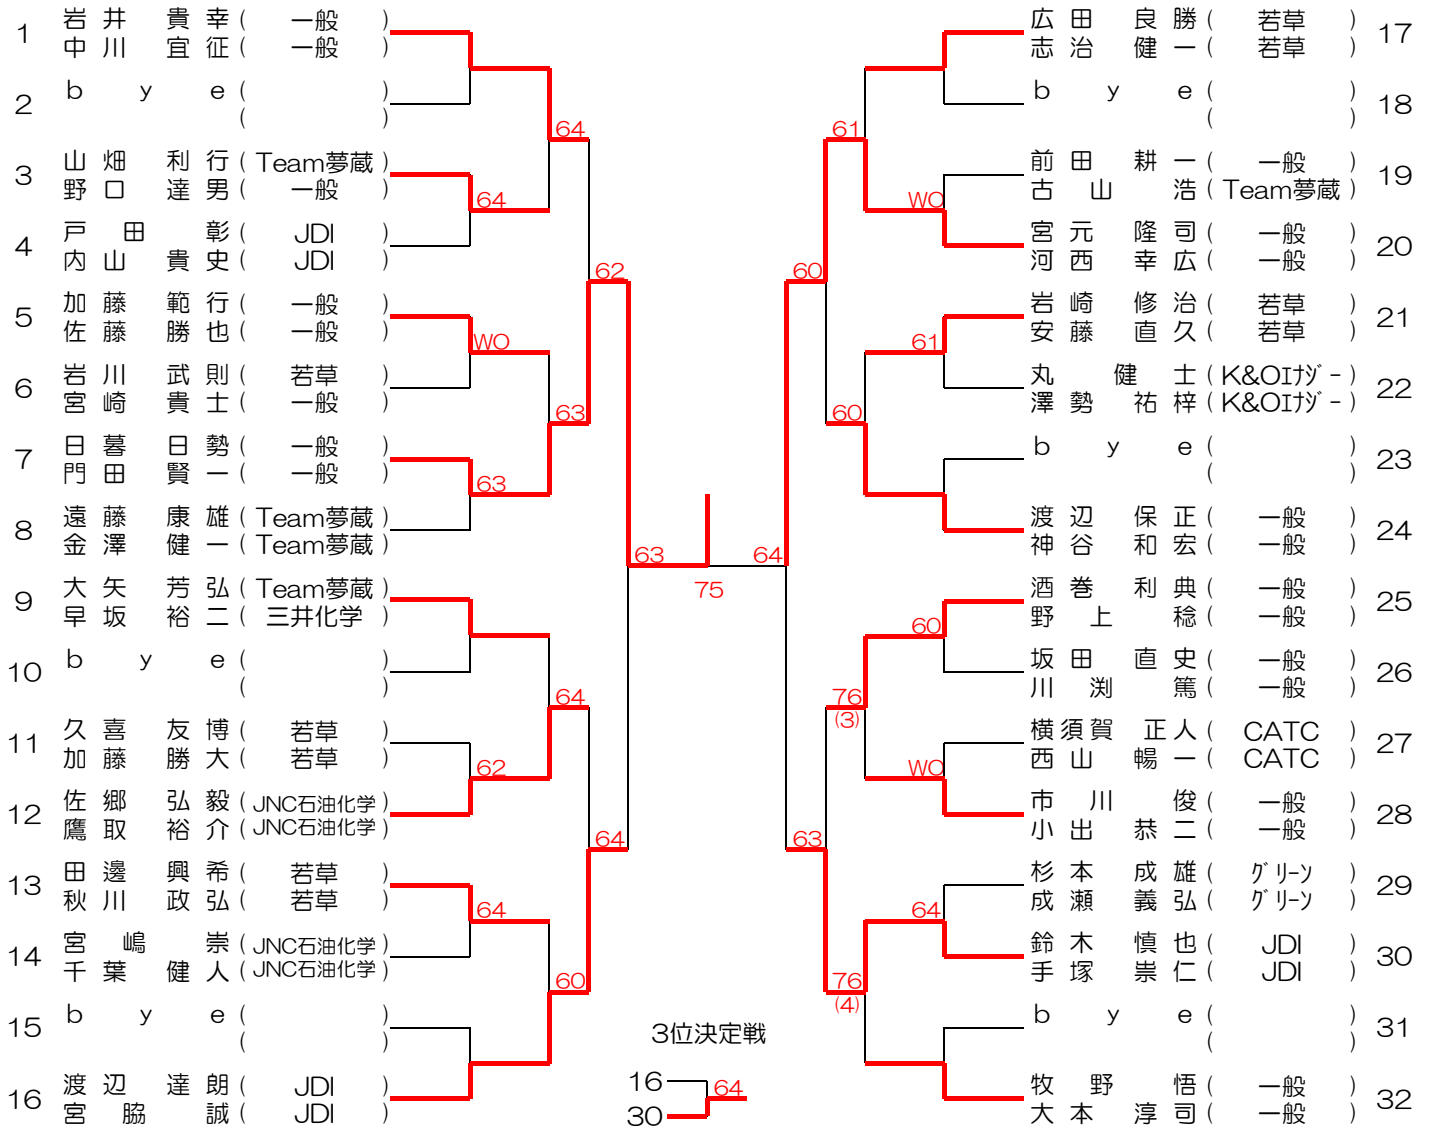 1 岩井 貴幸 ( 一般 )
中川 宜征 ( 一般 )
2 bye ( )
( )
64
3 山畑 利行 ( Team夢蔵 )
野口 達男 ( 一般 )
64
4 戸田 彰 ( JDI )
内山 貴史 ( JDI )
62
5 加藤 範行 ( 一般 )
佐藤 勝也 ( 一般 )
WO
6 岩川 武則 ( 若草 )
宮崎 貴士 ( 一般 )
63
7 日暮 日勢 ( 一般 )
門田 賢一 ( 一般 )
63
8 遠藤 康雄 ( Team夢蔵 )
金澤 健一 ( Team夢蔵 )
63
9 大矢 芳弘 ( Team夢蔵 )
早坂 裕二 ( 三井化学 )
10 bye ( )
( )
64
11 久喜 友博 ( 若草 )
加藤 勝大 ( 若草 )
62
12 佐郷 弘毅 ( JNC石油化学 )
鷹取 裕介 ( JNC石油化学 )
64
13 田邊 興希 ( 若草 )
秋川 政弘 ( 若草 )
64
14 宮嶋 崇 ( JNC石油化学 )
千葉 健人 ( JNC石油化学 )
60
15 bye ( )
( )
16 渡辺 達朗 ( JDI )
宮脇 誠 ( JDI )
75
3位決定戦
16
64
30
広田 良勝 ( 若草 ) 17
志治 健一 ( 若草 )
bye ( ) 18
( )
61
前田 耕一 ( 一般 ) 19
古山 浩 ( Team夢蔵 )
WO
宮元 隆司 ( 一般 ) 20
河西 幸広 ( 一般 )
60
岩崎 修治 ( 若草 ) 21
安藤 直久 ( 若草 )
61
丸 健士 ( K&Oエナジー ) 22
澤勢 祐梓 ( K&Oエナジー )
60
bye ( ) 23
( )
渡辺 保正 ( 一般 ) 24
神谷 和宏 ( 一般 )
64
酒巻 利典 ( 一般 ) 25
野上 稔 ( 一般 )
60
坂田 直史 ( 一般 ) 26
川渕 篤 ( 一般 )
76
(3)
横須賀 正人 ( CATC ) 27
西山 暢一 ( CATC )
WO
市川 俊 ( 一般 ) 28
小出 恭二 ( 一般 )
63
杉本 成雄 ( グリーン ) 29
成瀬 義弘 ( グリーン )
64
鈴木 慎也 ( JDI ) 30
手塚 崇仁 ( JDI )
76
(4)
bye ( ) 31
( )
牧野 悟 ( 一般 ) 32
大本 淳司 ( 一般 )